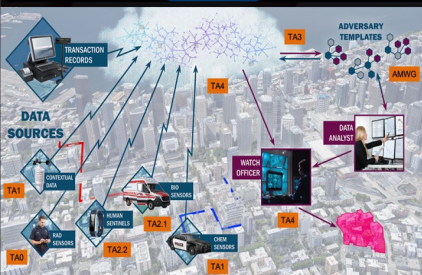 TRANSACTION
RECORDS
TA3
ADVERSARY
TEMPLATES
AMWG
TA4
DATA
SOURCES
DATA
ANALYST
WATCH
OFFICER
TA1
CONTEXTUAL
DATA
BIO
SENSORS
HUMAN
SENTINELS
TA2.1
RAD
SENSORS
TA2.2
CHEM
SENSORS
TA4
TA0
TA1